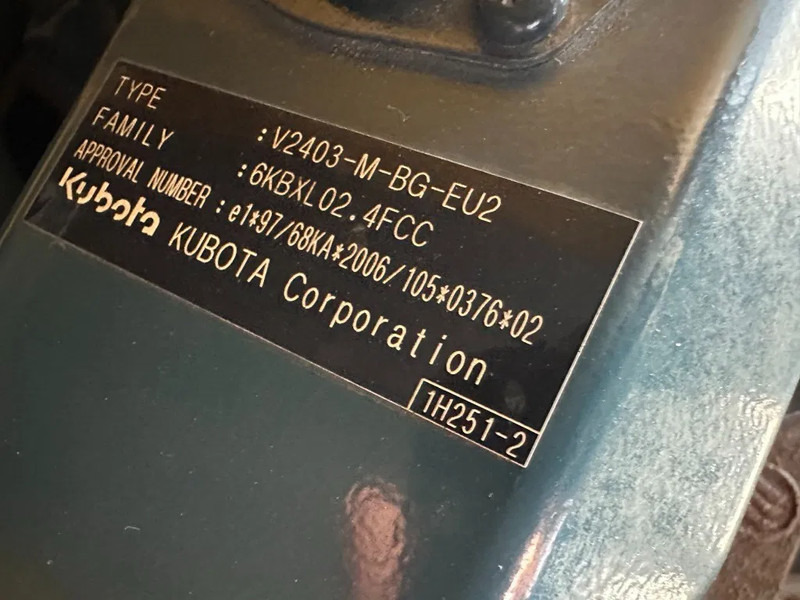 TYPE : V2403-M-BG-EU2
FAMILY : 6KBXL02.4FCC
APPROVAL NUMBER : e1*97/68KA*2006/105*0376*02
Kubota KUBOTA Corporation
1H251-2